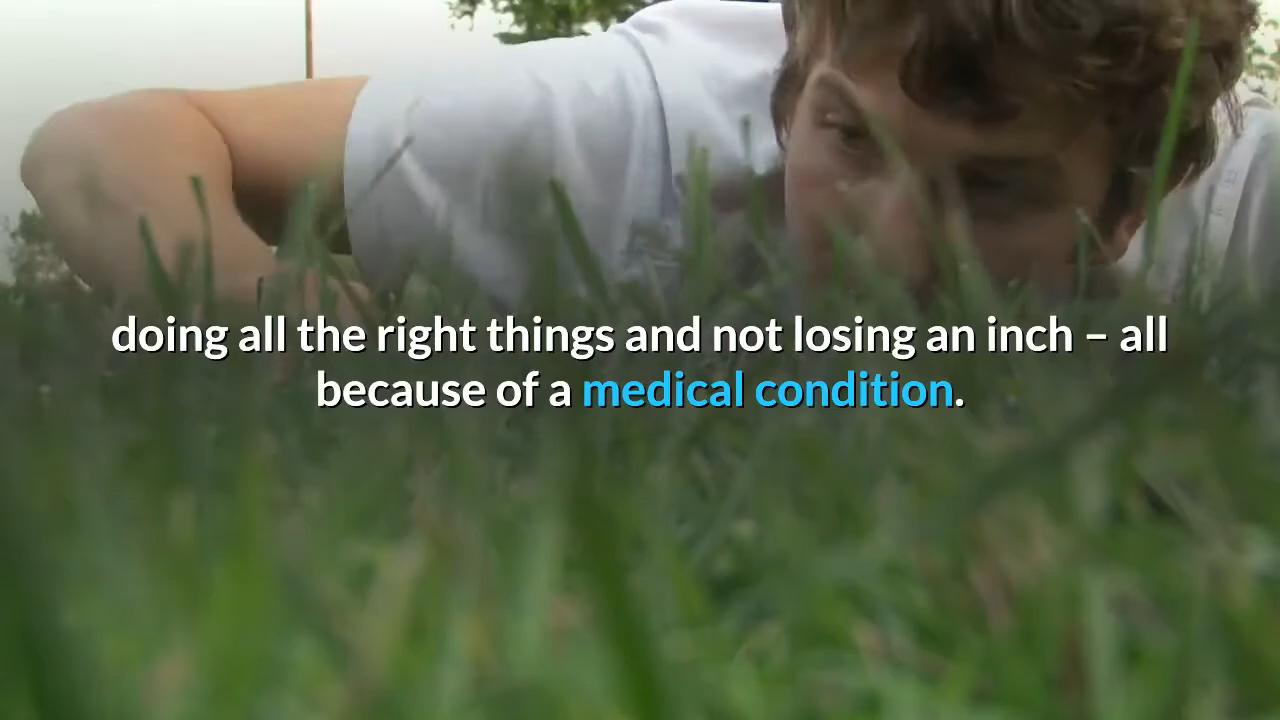 doing all the right things and not losing an inch – all
because of a medical condition.